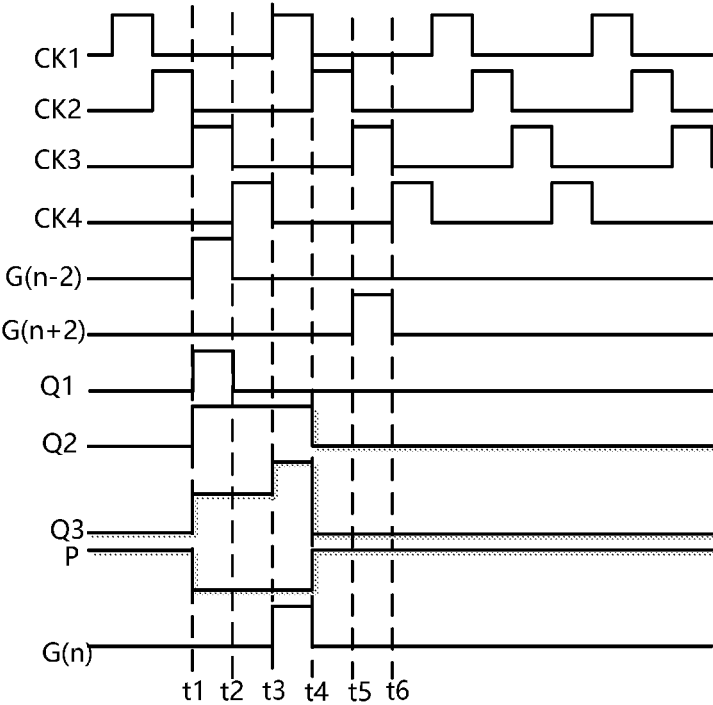 CK1
CK2
CK3
CK4
G(n-2)
G(n+2)
Q1
Q2
Q3
P
G(n)
t1 t2 t3 t4 t5 t6